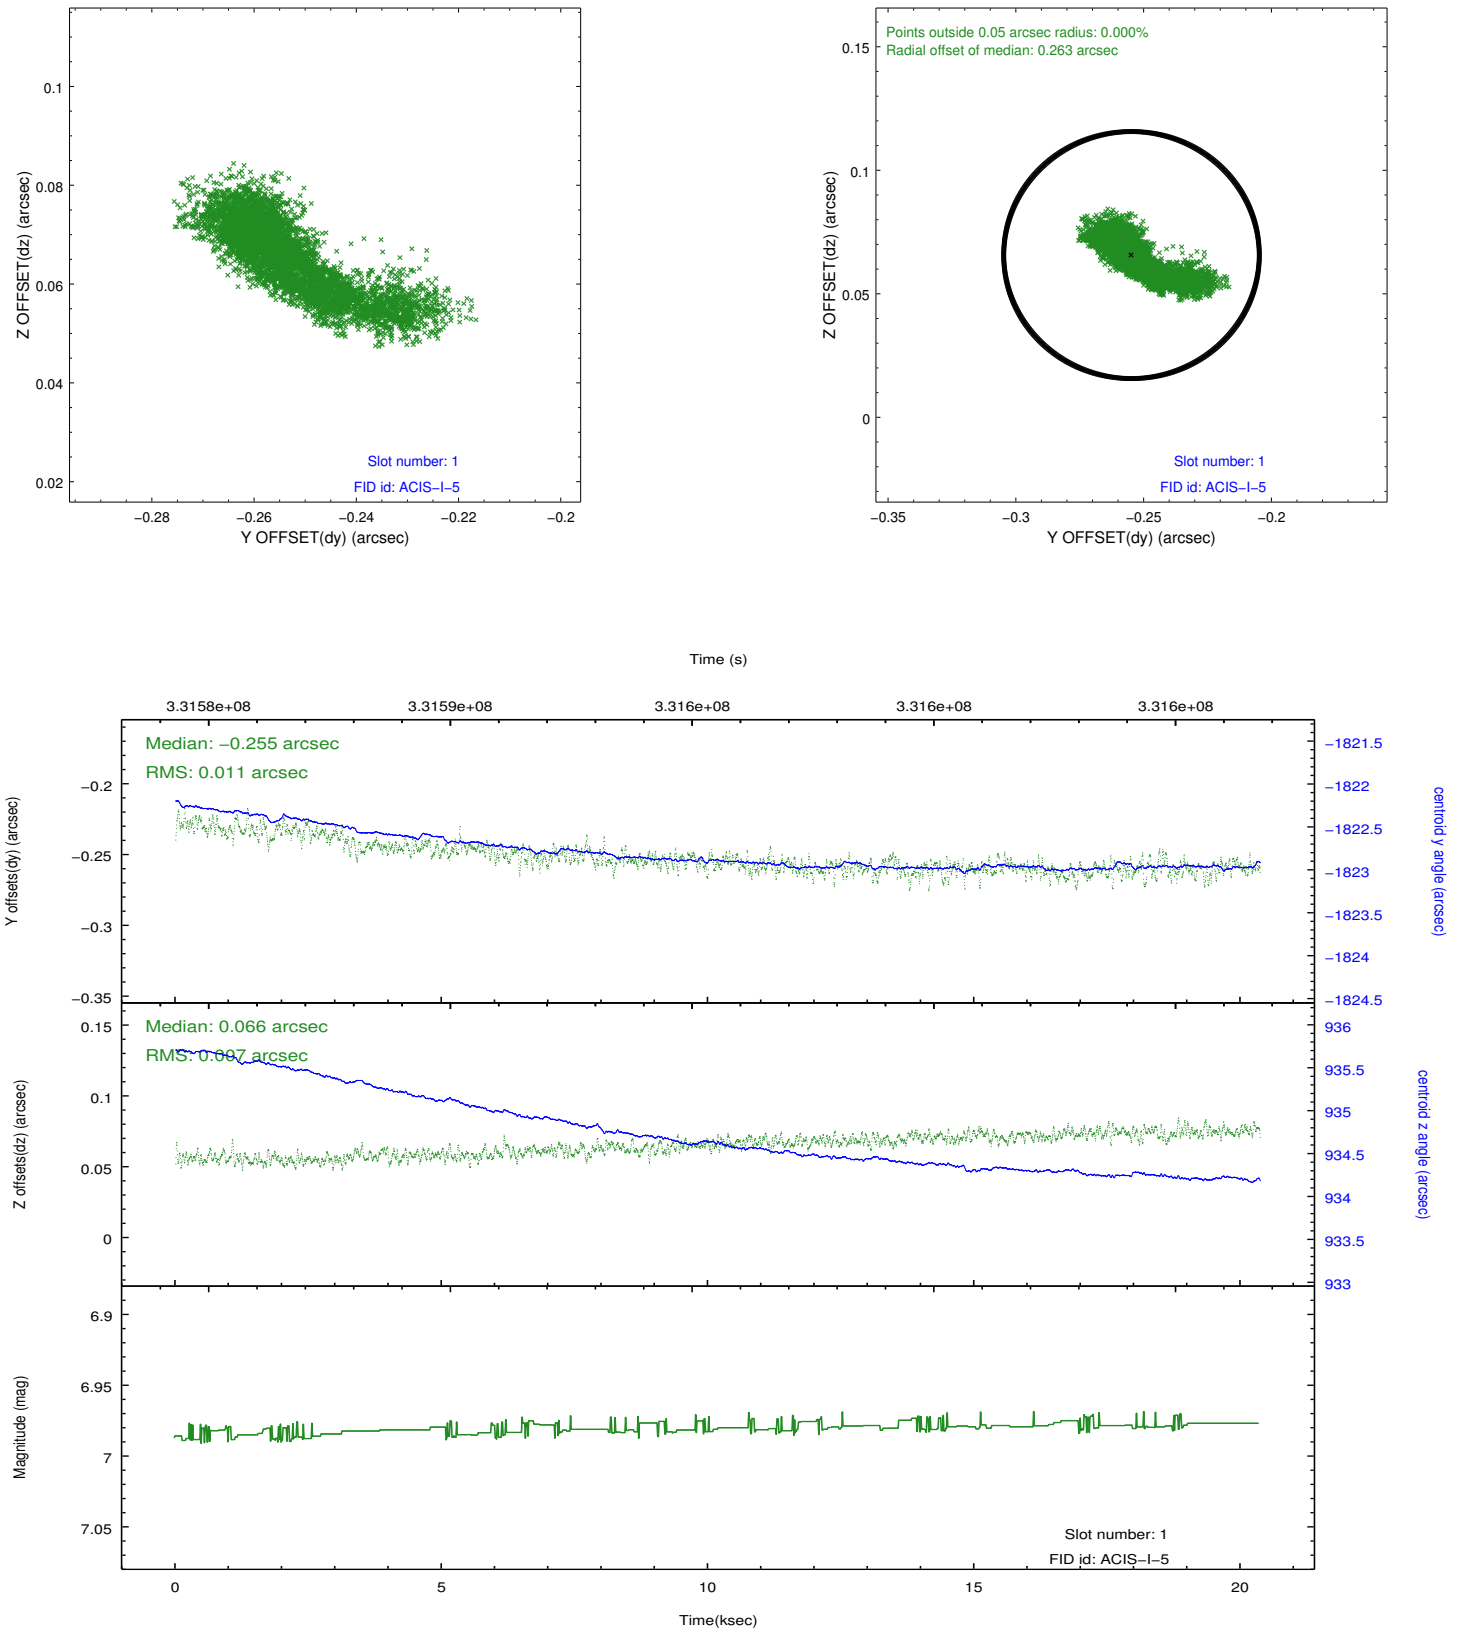 0.1
0.08
0.06
0.04
0.02
Z OFFSET(dz) (arcsec)
Slot number: 1
FID id: ACIS−I−5
−0.28 −0.26 −0.24 −0.22 −0.2
Y OFFSET(dy) (arcsec)
Points outside 0.05 arcsec radius: 0.000%
Radial offset of median: 0.263 arcsec
0.15
0.1
0.05
0
Z OFFSET(dz) (arcsec)
Slot number: 1
FID id: ACIS−I−5
−0.35 −0.3 −0.25 −0.2
Y OFFSET(dy) (arcsec)
Time (s)
3.3158e+08 3.3159e+08 3.316e+08 3.316e+08 3.316e+08
Median: −0.255 arcsec
RMS: 0.011 arcsec
−0.2
−0.25
−0.3
−0.35
Y offsets(dy) (arcsec)
−1821.5
−1822
−1822.5
−1823
−1823.5
−1824
−1824.5
centroid y angle (arcsec)
Median: 0.066 arcsec
RMS: 0.007 arcsec
0.15
0.1
0.05
0
Z offsets(dz) (arcsec)
936
935.5
935
934.5
934
933.5
933
centroid z angle (arcsec)
6.9
6.95
7
7.05
Magnitude (mag)
Slot number: 1
FID id: ACIS−I−5
0 5 10 15 20
Time(ksec)